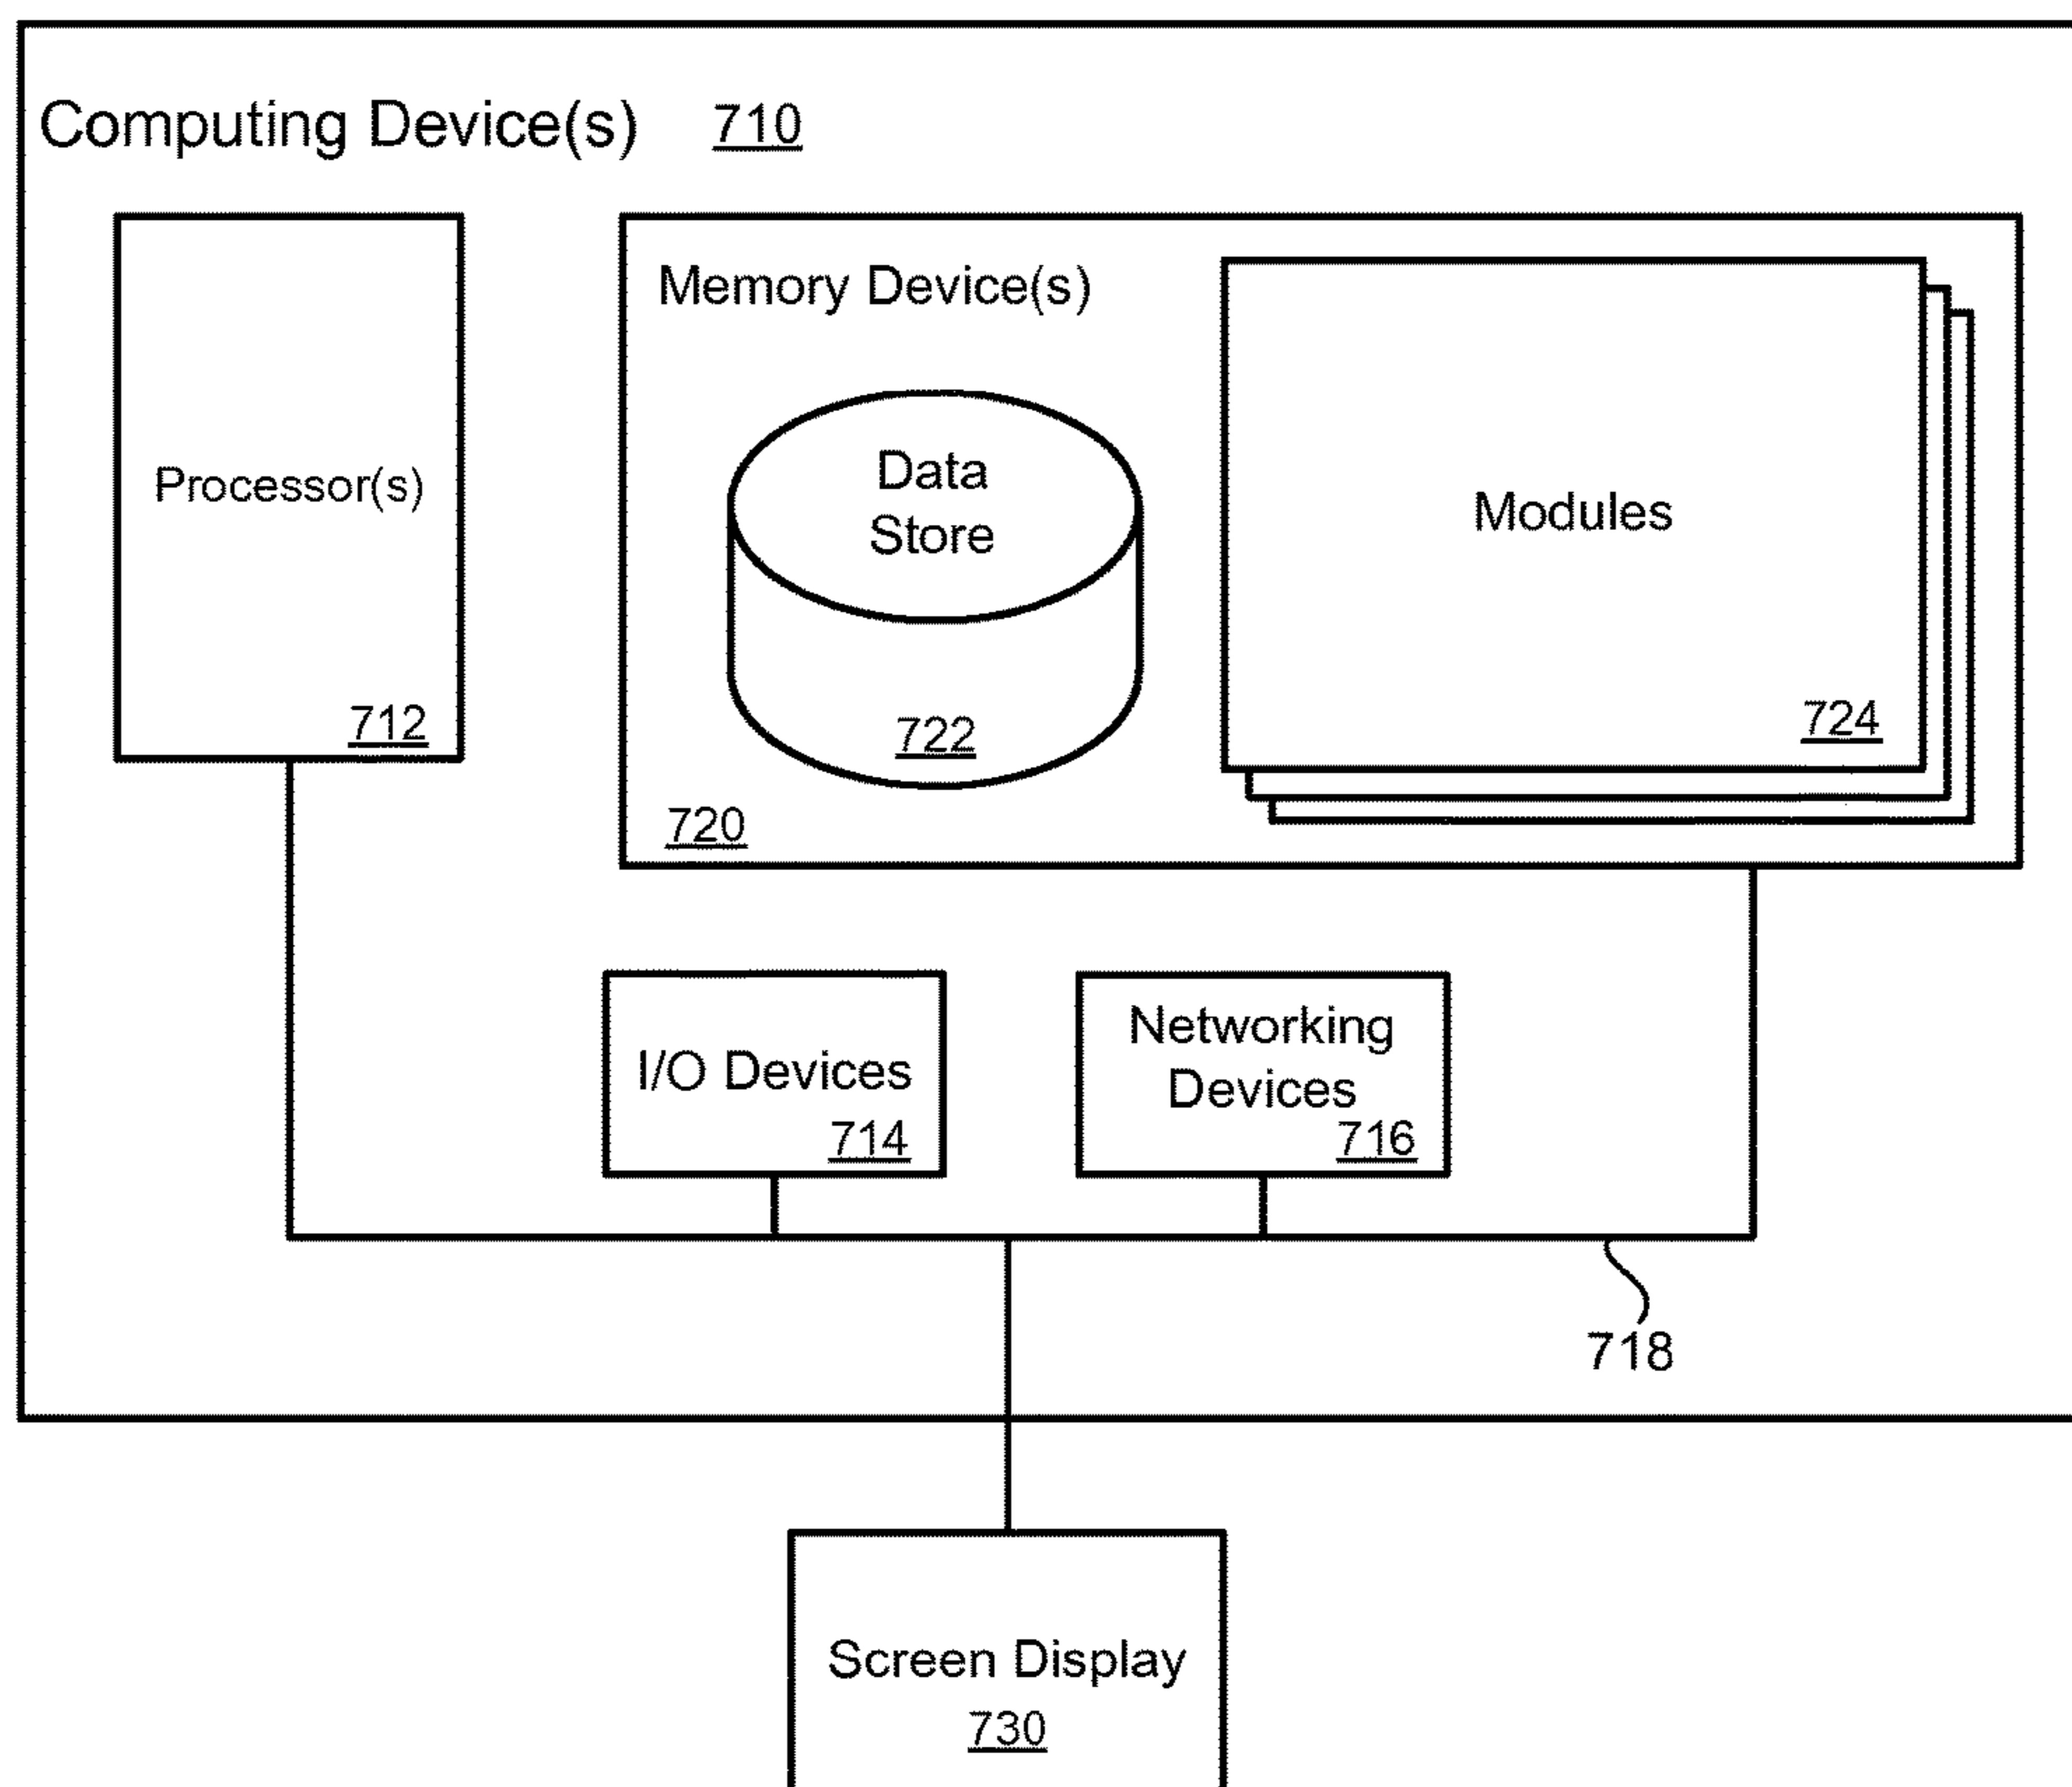 Computing Device(s) 710
Processor(s)
712
Memory Device(s)
Data
Store
722
720
Modules
724
I/O Devices
714
Networking
Devices
716
718
Screen Display
730